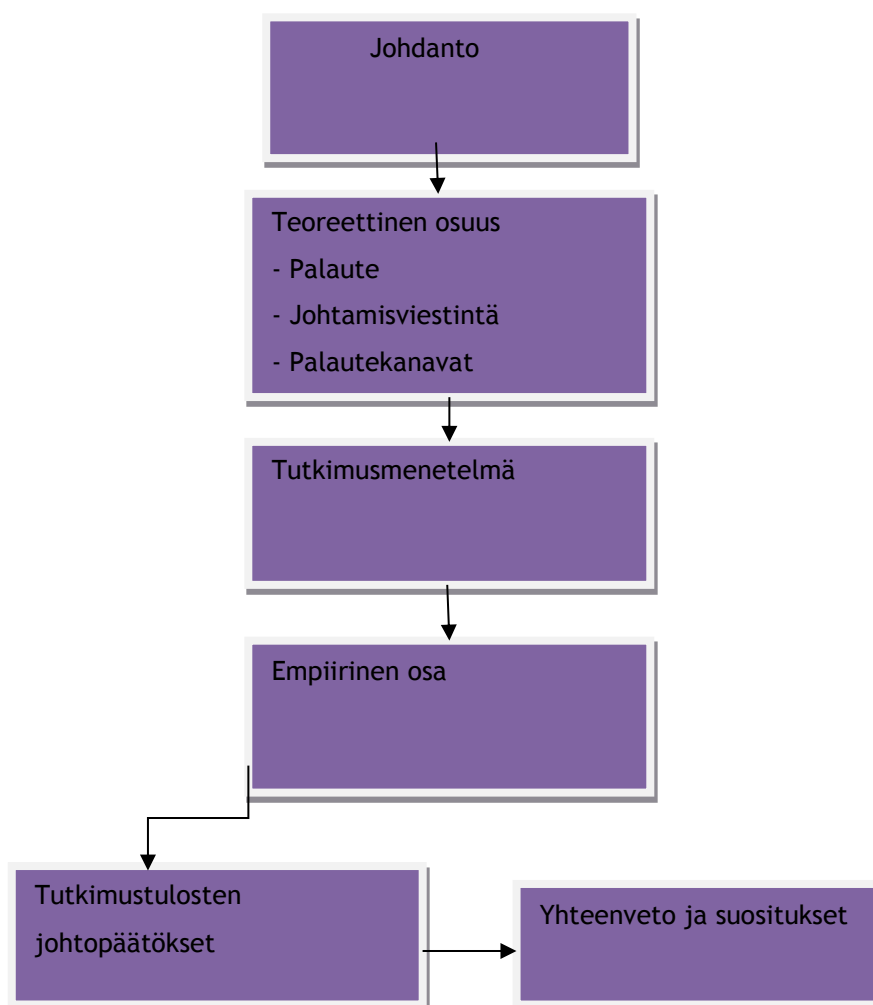 Johdanto
Teoreettinen osuus
- Palaute
- Johtamisviestintä
- Palautekanavat
Tutkimusmenetelmä
Empiirinen osa
Tutkimustulosten
johtopäätökset
Yhteenveto ja suositukset